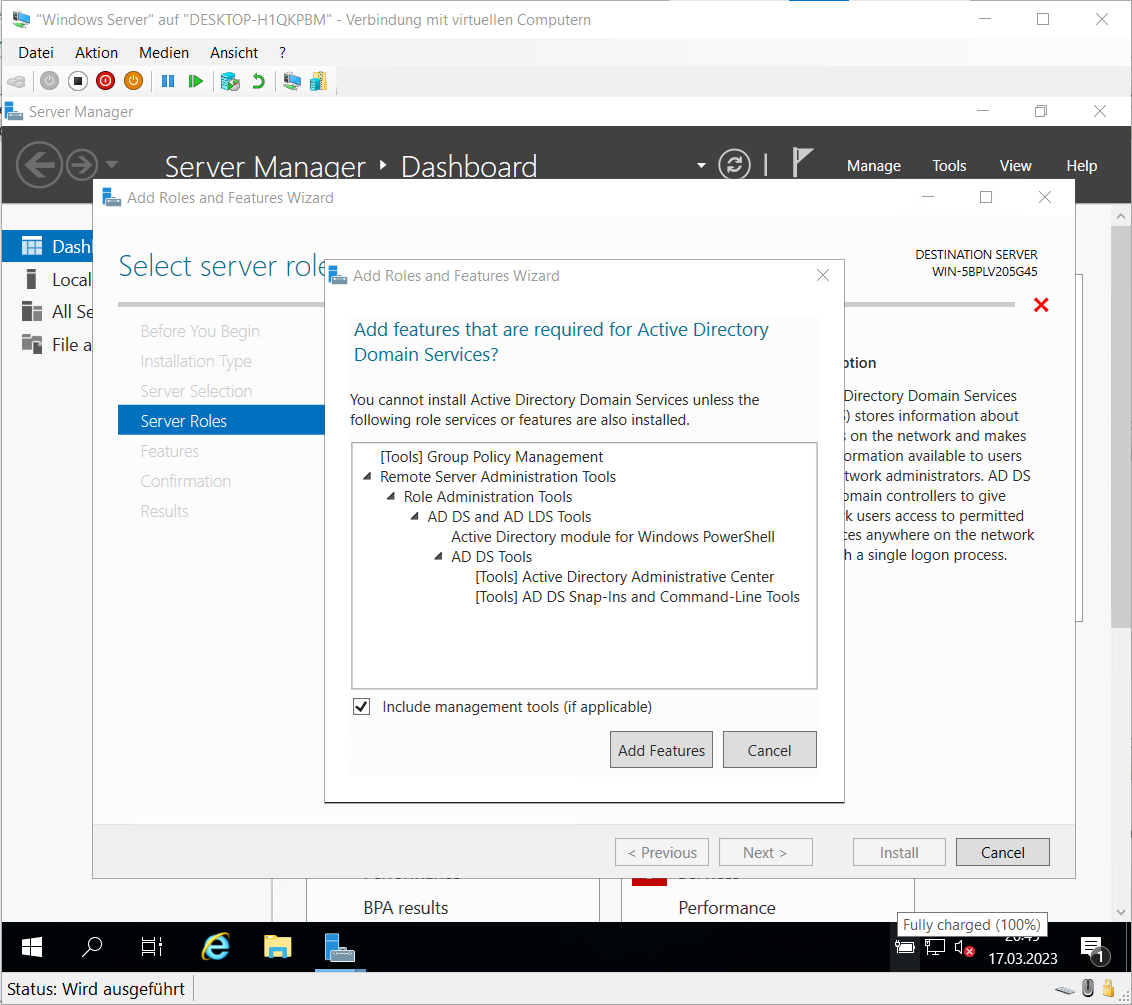 "Windows Server" auf "DESKTOP-H1QKPBM" - Verbindung mit virtuellen Computern
Datei Aktion Medien Ansicht ?
Server Manager
Server Manager Dashboard
Manage Tools View Help
Add Roles and Features Wizard
Dash
Local
All Se
File a
Select server role
DESTINATION SERVER
WIN-5BPLV205G45
Before You Begin
Installation Type
Server Selection
Server Roles
Features
Confirmation
Results
Add Roles and Features Wizard
Add features that are required for Active Directory
Domain Services?
You cannot install Active Directory Domain Services unless the
following role services or features are also installed.
[Tools] Group Policy Management
Remote Server Administration Tools
Role Administration Tools
AD DS and AD LDS Tools
Active Directory module for Windows PowerShell
AD DS Tools
[Tools] Active Directory Administrative Center
[Tools] AD DS Snap-Ins and Command-Line Tools
Include management tools (if applicable)
Add Features Cancel
ption
Directory Domain Services
) stores information about
s on the network and makes
ormation available to users
twork administrators. AD DS
omain controllers to give
k users access to permitted
ces anywhere on the network
h a single logon process.
< Previous Next > Install Cancel
BPA results
Performance
Fully charged (100%)
17.03.2023
1
Status: Wird ausgeführt